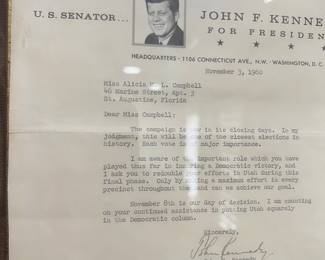 U. S. SENATOR...
JOHN F. KENNE
FOR PRESIDEN
HEADQUARTERS · 1106 CONNECTICUT AVE., N.W. · WASHINGTON, D. C.
November 3, 1960
Miss Alicia L. Campbell
40 Marine Street, Apt. 3
St. Augustine, Florida
Dear Miss Campbell:
The campaign is now in its closing days. In my
judgment, this will be one of the closest elections in
history. Each vote is of major importance.
I am aware of the important role which you have
played thus far in insuring a Democratic victory, and
I ask you to redouble your efforts in Utah during this
final phase. Only by making a maximum effort in every
precinct throughout the land can we achieve our goal.
November 8th is our day of decision. I am counting
on your continued assistance in putting Utah squarely
in the Democratic column.
Sincerely,
John Kennedy